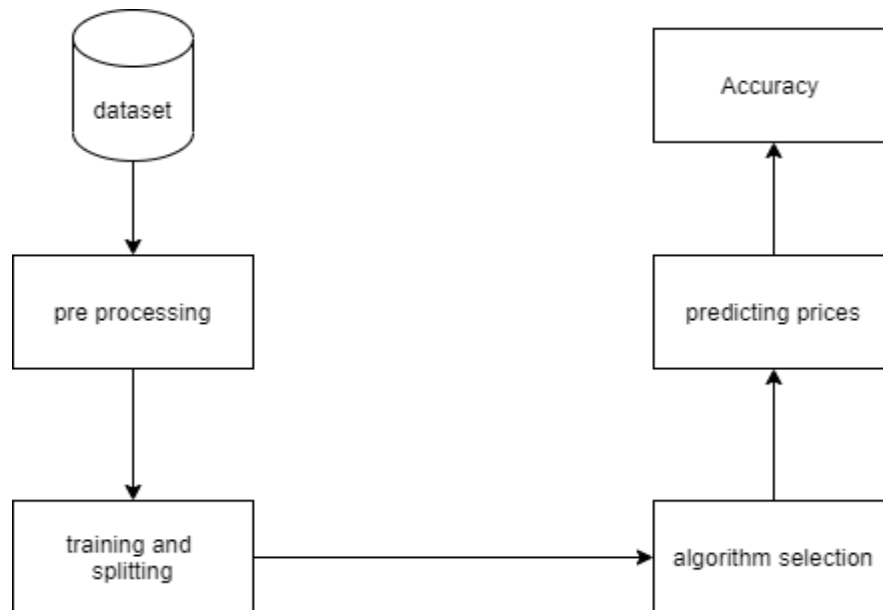 dataset
pre processing
training and
splitting
algorithm selection
predicting prices
Accuracy